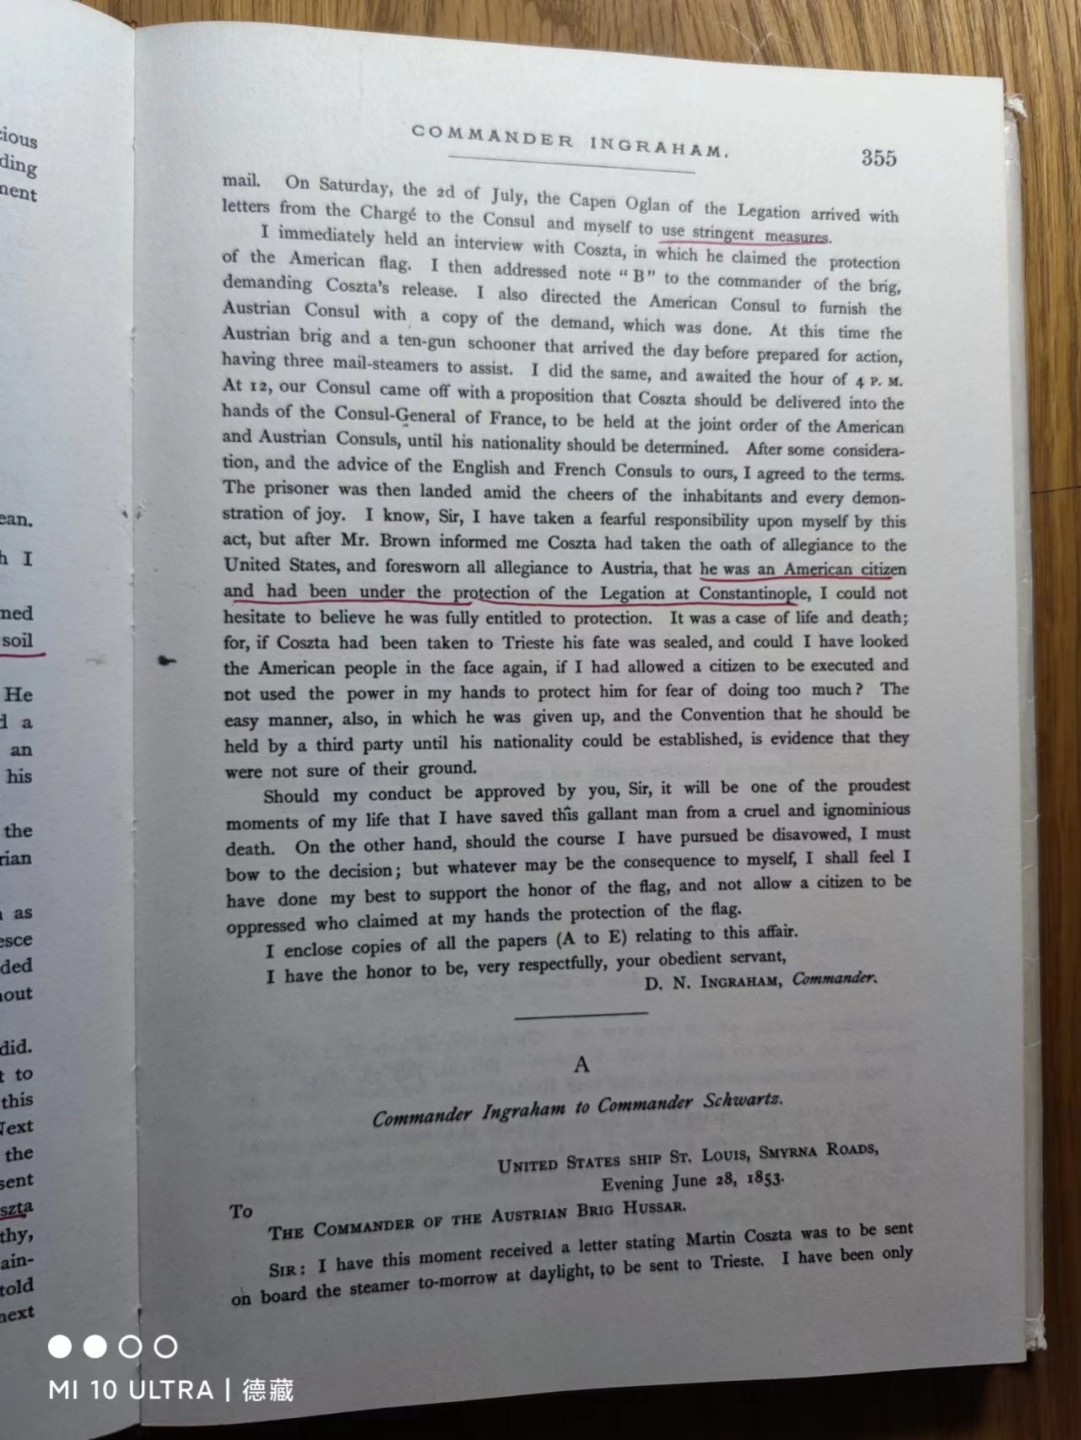 cious
ding
ment
ean.
h I
med
soil
He
d a
an
his
the
rian
as
esce
ded
out
did.
t to
this
Next
the
sent
szta
thy,
ain-
told
next
COMMANDER INGRAHAM.
355
mail. On Saturday, the 2d of July, the Capen Oglan of the Legation arrived with
letters from the Chargé to the Consul and myself to use stringent measures.
I immediately held an interview with Coszta, in which he claimed the protection
of the American flag. I then addressed note “B” to the commander of the brig,
demanding Coszta's release. I also directed the American Consul to furnish the
Austrian Consul with a copy of the demand, which was done. At this time the
Austrian brig and a ten-gun schooner that arrived the day before prepared for action,
having three mail-steamers to assist. I did the same, and awaited the hour of 4 P. M.
At 12, our Consul came off with a proposition that Coszta should be delivered into the
hands of the Consul-General of France, to be held at the joint order of the American
and Austrian Consuls, until his nationality should be determined. After some considera-
tion, and the advice of the English and French Consuls to ours, I agreed to the terms.
The prisoner was then landed amid the cheers of the inhabitants and every demon-
stration of joy. I know, Sir, I have taken a fearful responsibility upon myself by this
act, but after Mr. Brown informed me Coszta had taken the oath of allegiance to the
United States, and foresworn all allegiance to Austria, that he was an American citizen
and had been under the protection of the Legation at Constantinople, I could not
hesitate to believe he was fully entitled to protection. It was a case of life and death;
for, if Coszta had been taken to Trieste his fate was sealed, and could I have looked
the American people in the face again, if I had allowed a citizen to be executed and
not used the power in my hands to protect him for fear of doing too much? The
easy manner, also, in which he was given up, and the Convention that he should be
held by a third party until his nationality could be established, is evidence that they
were not sure of their ground.
Should my conduct be approved by you, Sir, it will be one of the proudest
moments of my life that I have saved this gallant man from a cruel and ignominious
death. On the other hand, should the course I have pursued be disavowed, I must
bow to the decision; but whatever may be the consequence to myself, I shall feel I
have done my best to support the honor of the flag, and not allow a citizen to be
oppressed who claimed at my hands the protection of the flag.
I enclose copies of all the papers (A to E) relating to this affair.
I have the honor to be, very respectfully, your obedient servant,
D. N. INGRAHAM, Commander.
A
Commander Ingraham to Commander Schwartz.
UNITED STATES SHIP ST. LOUIS, SMYRNA ROADS,
Evening June 28, 1853.
To
THE COMMANDER OF THE AUSTRIAN BRIG HUSSAR.
SIR: I have this moment received a letter stating Martin Coszta was to be sent
on board the steamer to-morrow at daylight, to be sent to Trieste. I have been only
MI 10 ULTRA | 德藏